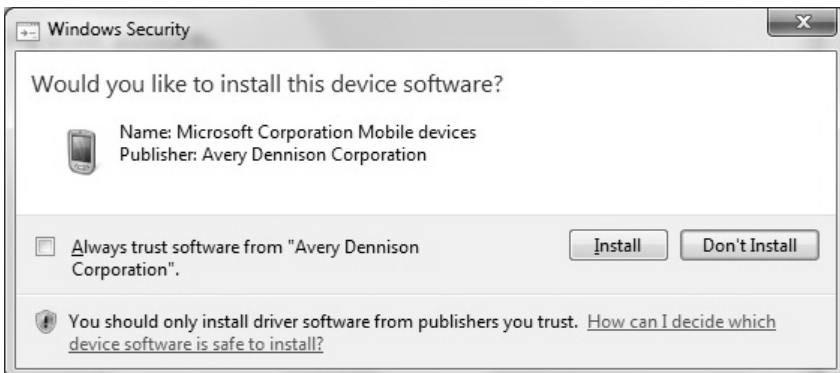 Windows Security
Would you like to install this device software?
Name: Microsoft Corporation Mobile devices
Publisher: Avery Dennison Corporation
Always trust software from "Avery Dennison
Corporation".
Install
Don't Install
You should only install driver software from publishers you trust. How can I decide which
device software is safe to install?